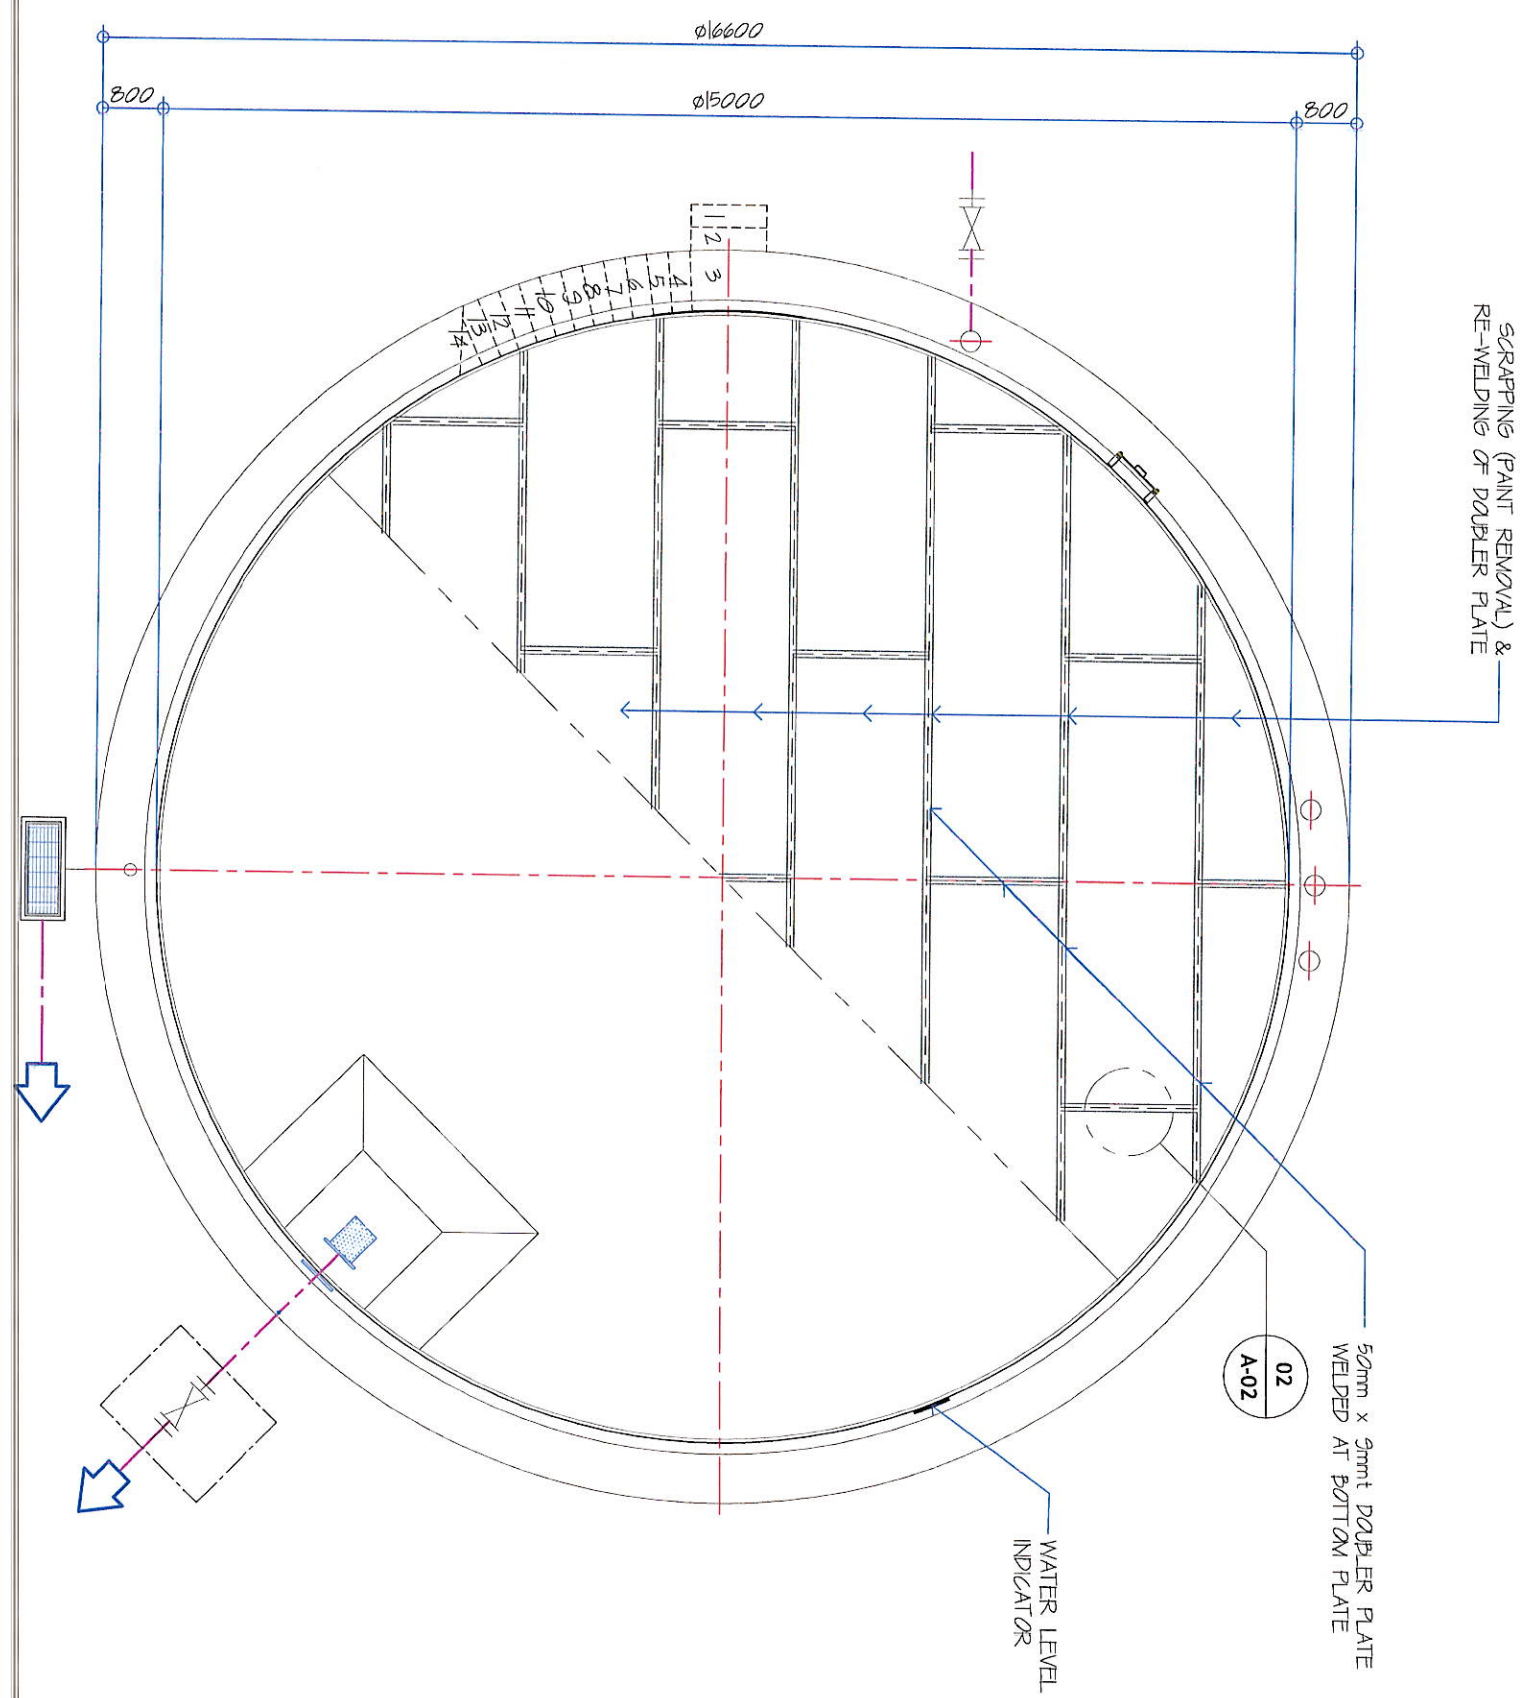 ø16600
800
ø15000
800
1
2
3
4
5
6
7
8
9
10
11
12
13
14
SCRAPPING (PAINT REMOVAL) &
RE-WELDING OF DOUBLER PLATE
02
A-02
50mm x 9mmt DOUBLER PLATE
WELDED AT BOTTOM PLATE
WATER LEVEL
INDICATOR